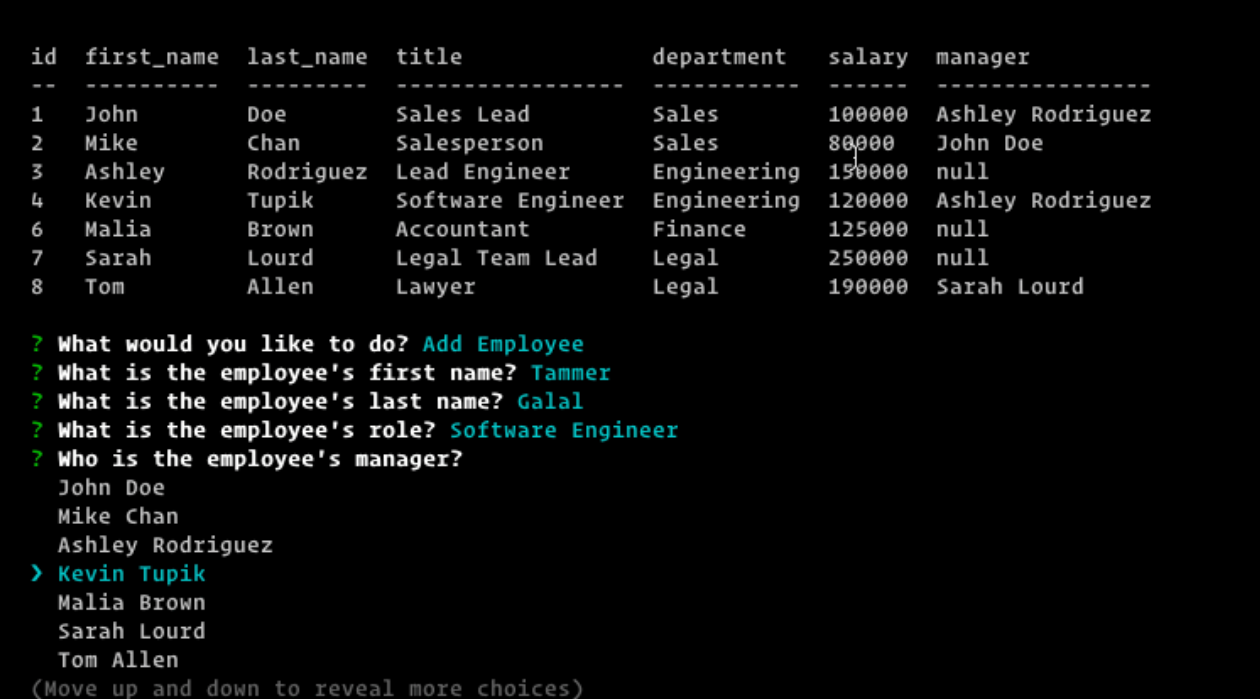 id  first_name  last_name  title              department   salary  manager
--  ----------  ---------  -----------------  -----------  ------  ----------------
1   John        Doe        Sales Lead         Sales        100000  Ashley Rodriguez
2   Mike        Chan       Salesperson        Sales        80000   John Doe
3   Ashley      Rodriguez  Lead Engineer      Engineering  150000  null
4   Kevin       Tupik      Software Engineer  Engineering  120000  Ashley Rodriguez
6   Malia       Brown      Accountant         Finance      125000  null
7   Sarah       Lourd      Legal Team Lead    Legal        250000  null
8   Tom         Allen      Lawyer             Legal        190000  Sarah Lourd
? What would you like to do? Add Employee
? What is the employee's first name? Tammer
? What is the employee's last name? Galal
? What is the employee's role? Software Engineer
? Who is the employee's manager?
  John Doe
  Mike Chan
  Ashley Rodriguez
❯ Kevin Tupik
  Malia Brown
  Sarah Lourd
  Tom Allen
(Move up and down to reveal more choices)